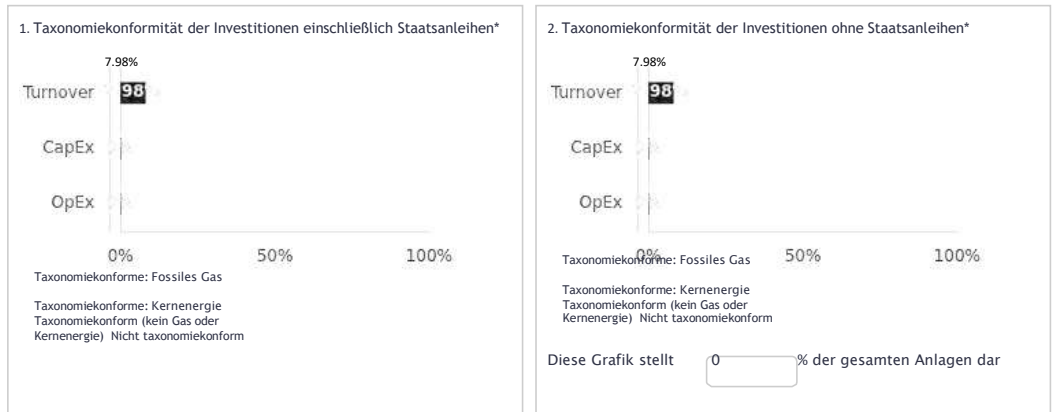 1. Taxonomiekonformität der Investitionen einschließlich Staatsanleihen*
7.98%
Turnover 98
CapEx
OpEx
0% 50% 100%
Taxonomiekonforme: Fossiles Gas
Taxonomiekonforme: Kernenergie
Taxonomiekonform (kein Gas oder
Kernenergie) Nicht taxonomiekonform
2. Taxonomiekonformität der Investitionen ohne Staatsanleihen*
7.98%
Turnover 98
CapEx
OpEx
0% 50% 100%
Taxonomiekonforme: Fossiles Gas
Taxonomiekonforme: Kernenergie
Taxonomiekonform (kein Gas oder
Kernenergie) Nicht taxonomiekonform
Diese Grafik stellt 0 % der gesamten Anlagen dar